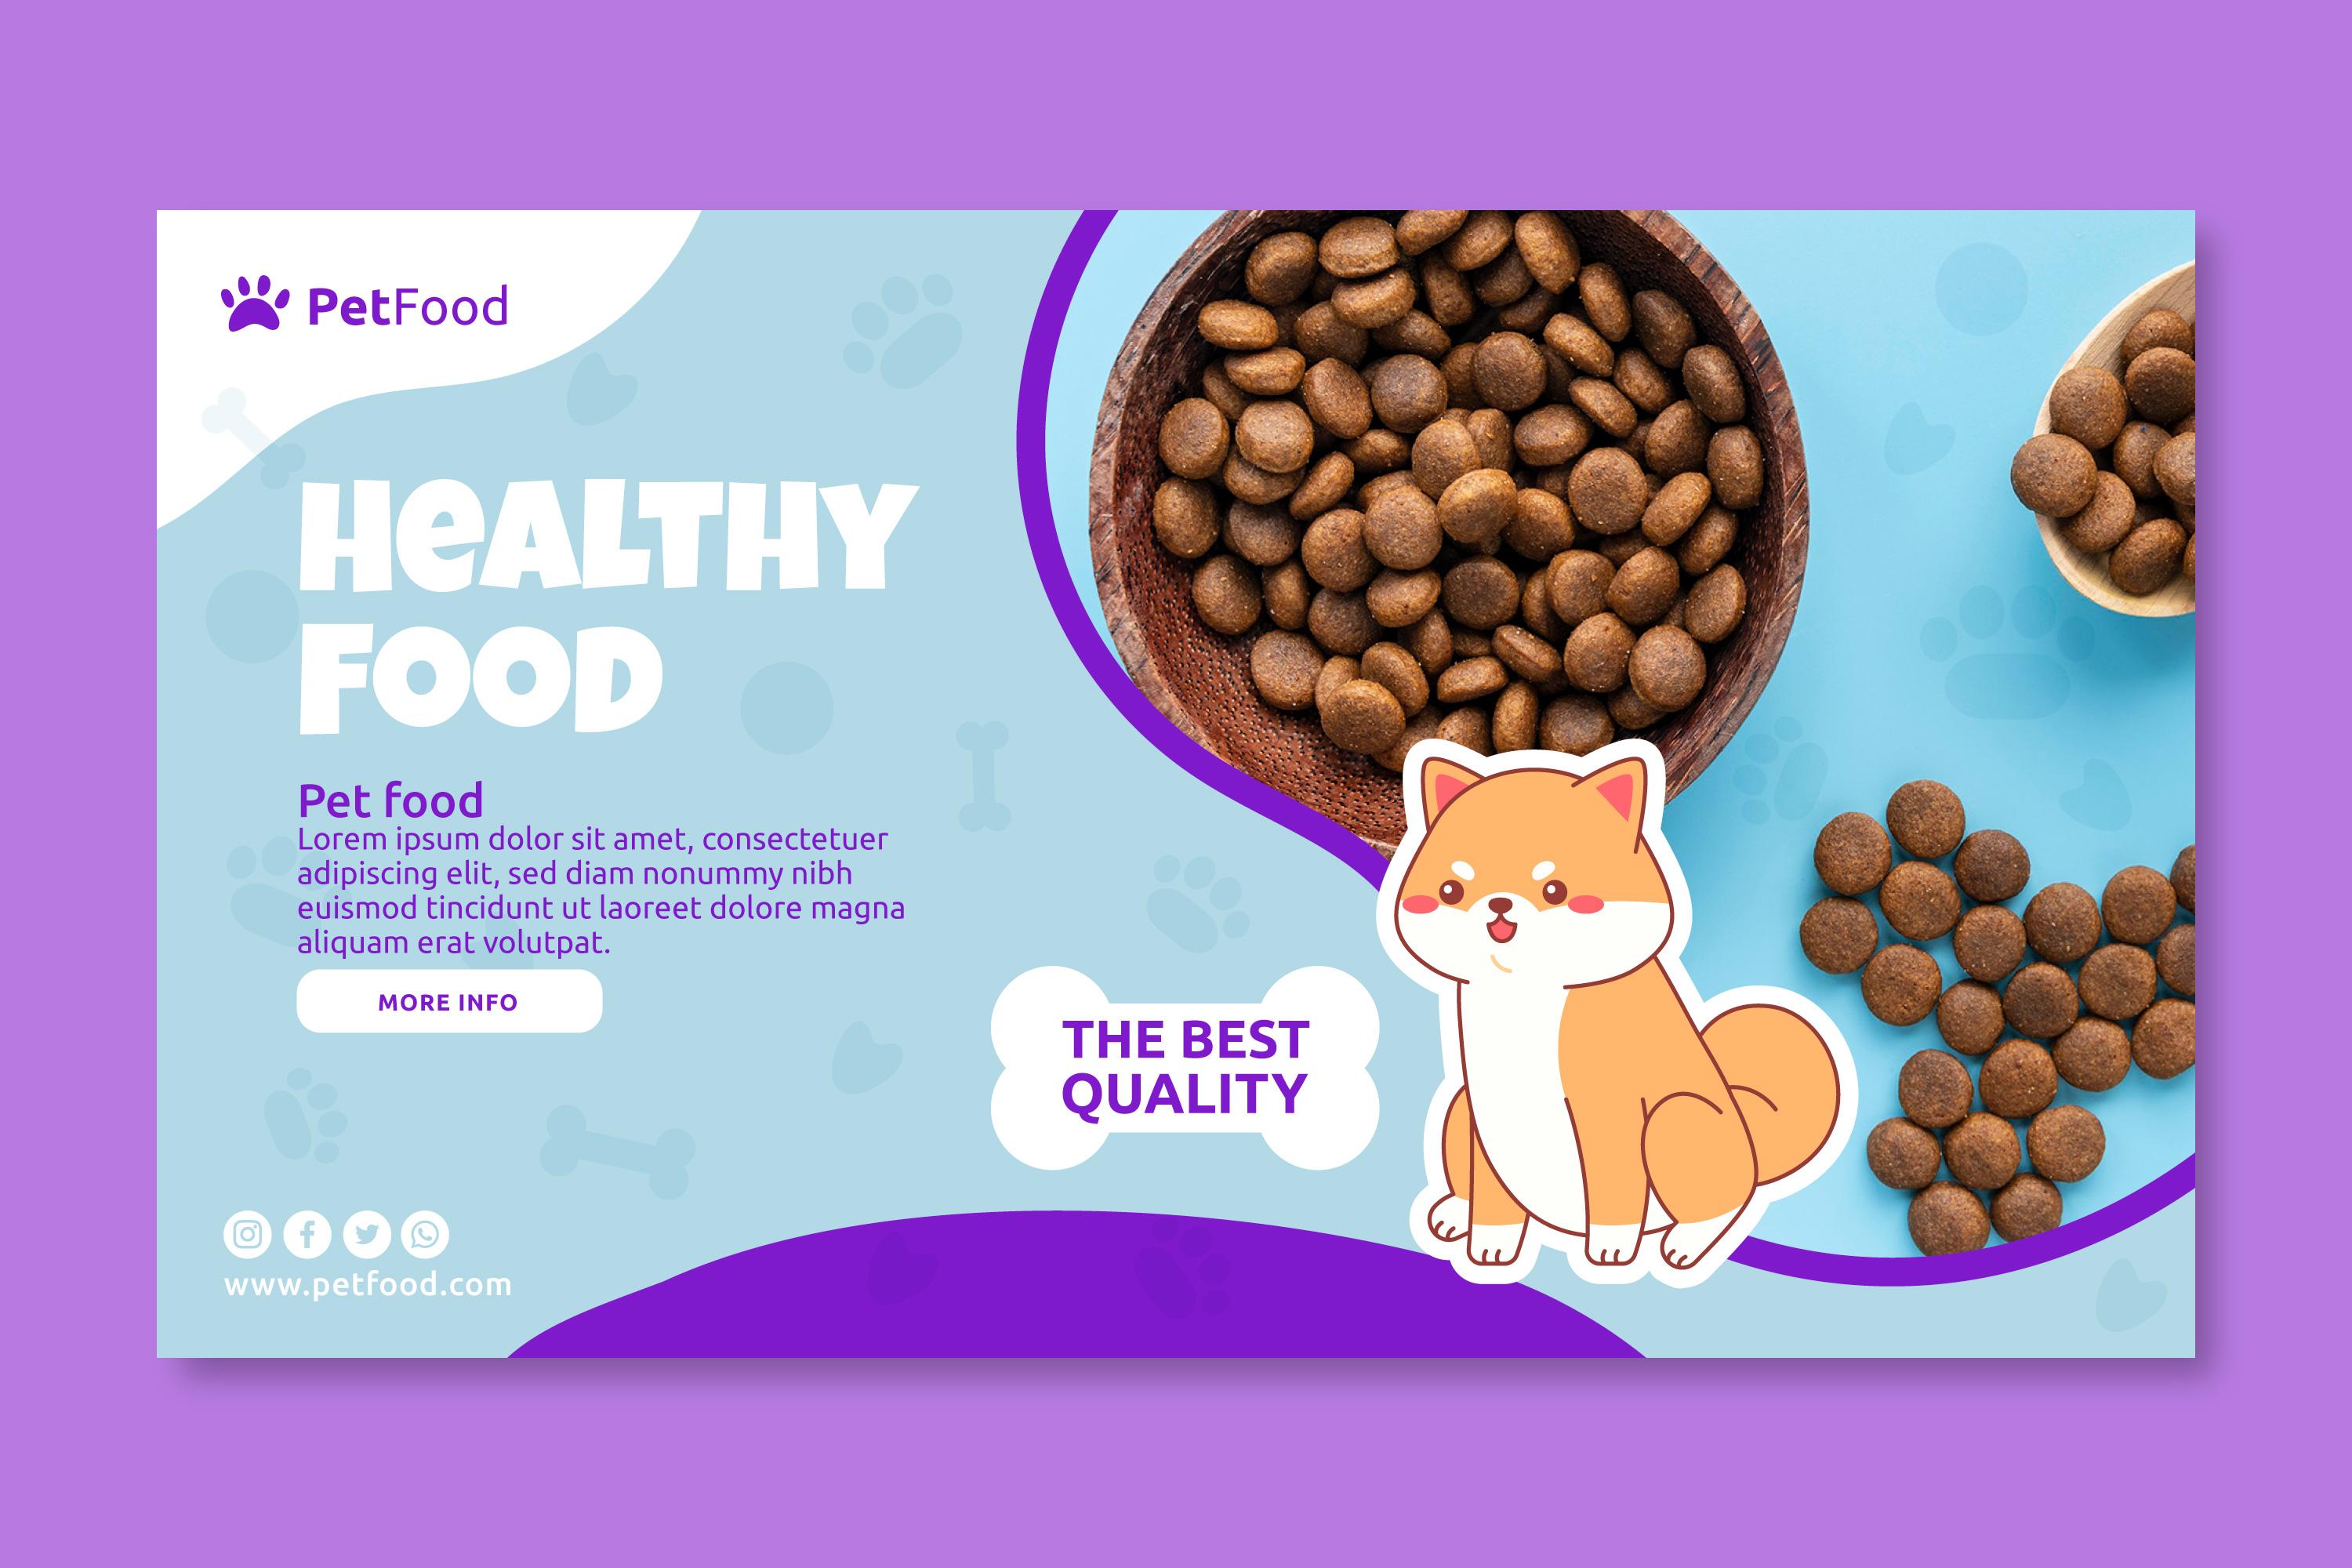 PetFood
HEALTHY
FOOD
Pet food
Lorem ipsum dolor sit amet, consectetuer
adipiscing elit, sed diam nonummy nibh
euismod tincidunt ut laoreet dolore magna
aliquam erat volutpat.
MORE INFO
THE BEST
QUALITY
www.petfood.com